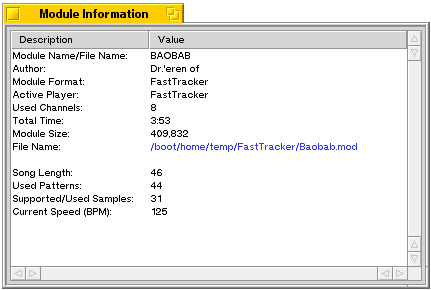 Module Information
Description Value
Module Name/File Name: BAOBAB
Author: Dr.'eren of
Module Format: FastTracker
Active Player: FastTracker
Used Channels: 8
Total Time: 3:53
Module Size: 409,832
File Name: /boot/home/temp/FastTracker/Baobab.mod
Song Length: 46
Used Patterns: 44
Supported/Used Samples: 31
Current Speed (BPM): 125